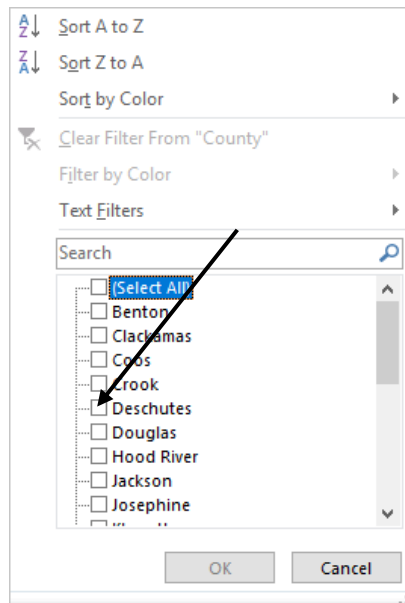 Sort A to Z
Sort Z to A
Sort by Color
Clear Filter From "County"
Filter by Color
Text Filters
Search
(Select All)
Benton
Clackamas
Coos
Crook
Deschutes
Douglas
Hood River
Jackson
Josephine
OK
Cancel